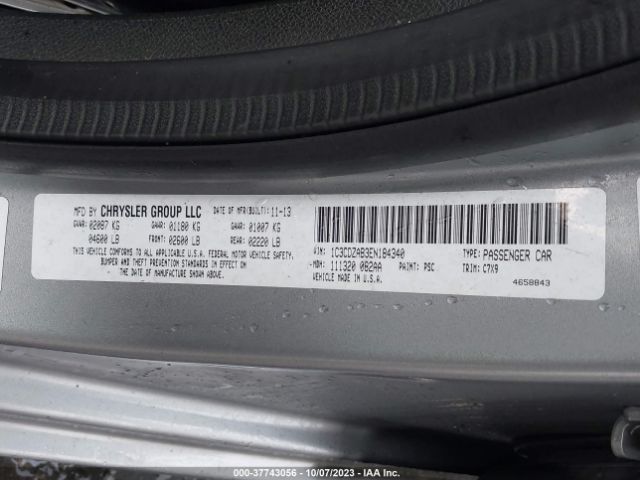 MFD BY CHRYSLER GROUP LLC DATE OF MFR(BUILT): 11-13
GVWR: 02087 KG GAWR: 01180 KG GAWR: 01007 KG
04600 LB FRONT: 02600 LB REAR: 02220 LB
THIS VEHICLE CONFORMS TO ALL APPLICABLE U.S.A. FEDERAL MOTOR VEHICLE SAFETY,
BUMPER AND THEFT PREVENTION STANDARDS IN EFFECT ON
THE DATE OF MANUFACTURE SHOWN ABOVE.
VIN: 1C3CDZAB3EN184340 TYPE: PASSENGER CAR
MDH: 111320 0B2AA PAINT: PSC TRIM: C7X9
VEHICLE MADE IN U.S.A. 4658843
000-37743056 - 10/07/2023 - IAA Inc.